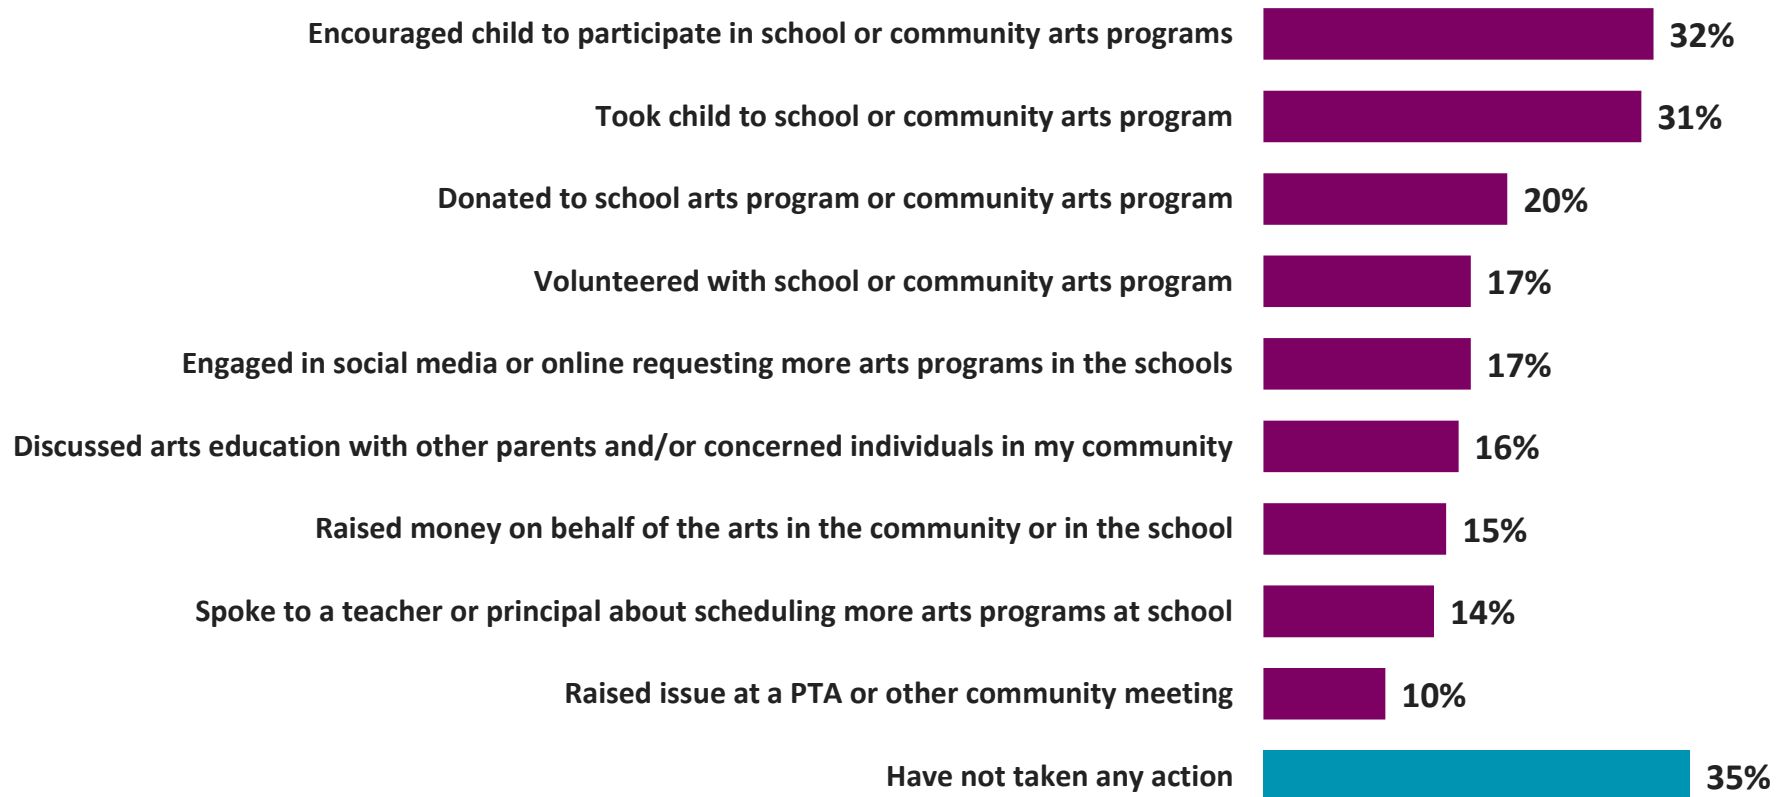 Encouraged child to participate in school or community arts programs 32%
Took child to school or community arts program 31%
Donated to school arts program or community arts program 20%
Volunteered with school or community arts program 17%
Engaged in social media or online requesting more arts programs in the schools 17%
Discussed arts education with other parents and/or concerned individuals in my community 16%
Raised money on behalf of the arts in the community or in the school 15%
Spoke to a teacher or principal about scheduling more arts programs at school 14%
Raised issue at a PTA or other community meeting 10%
Have not taken any action 35%